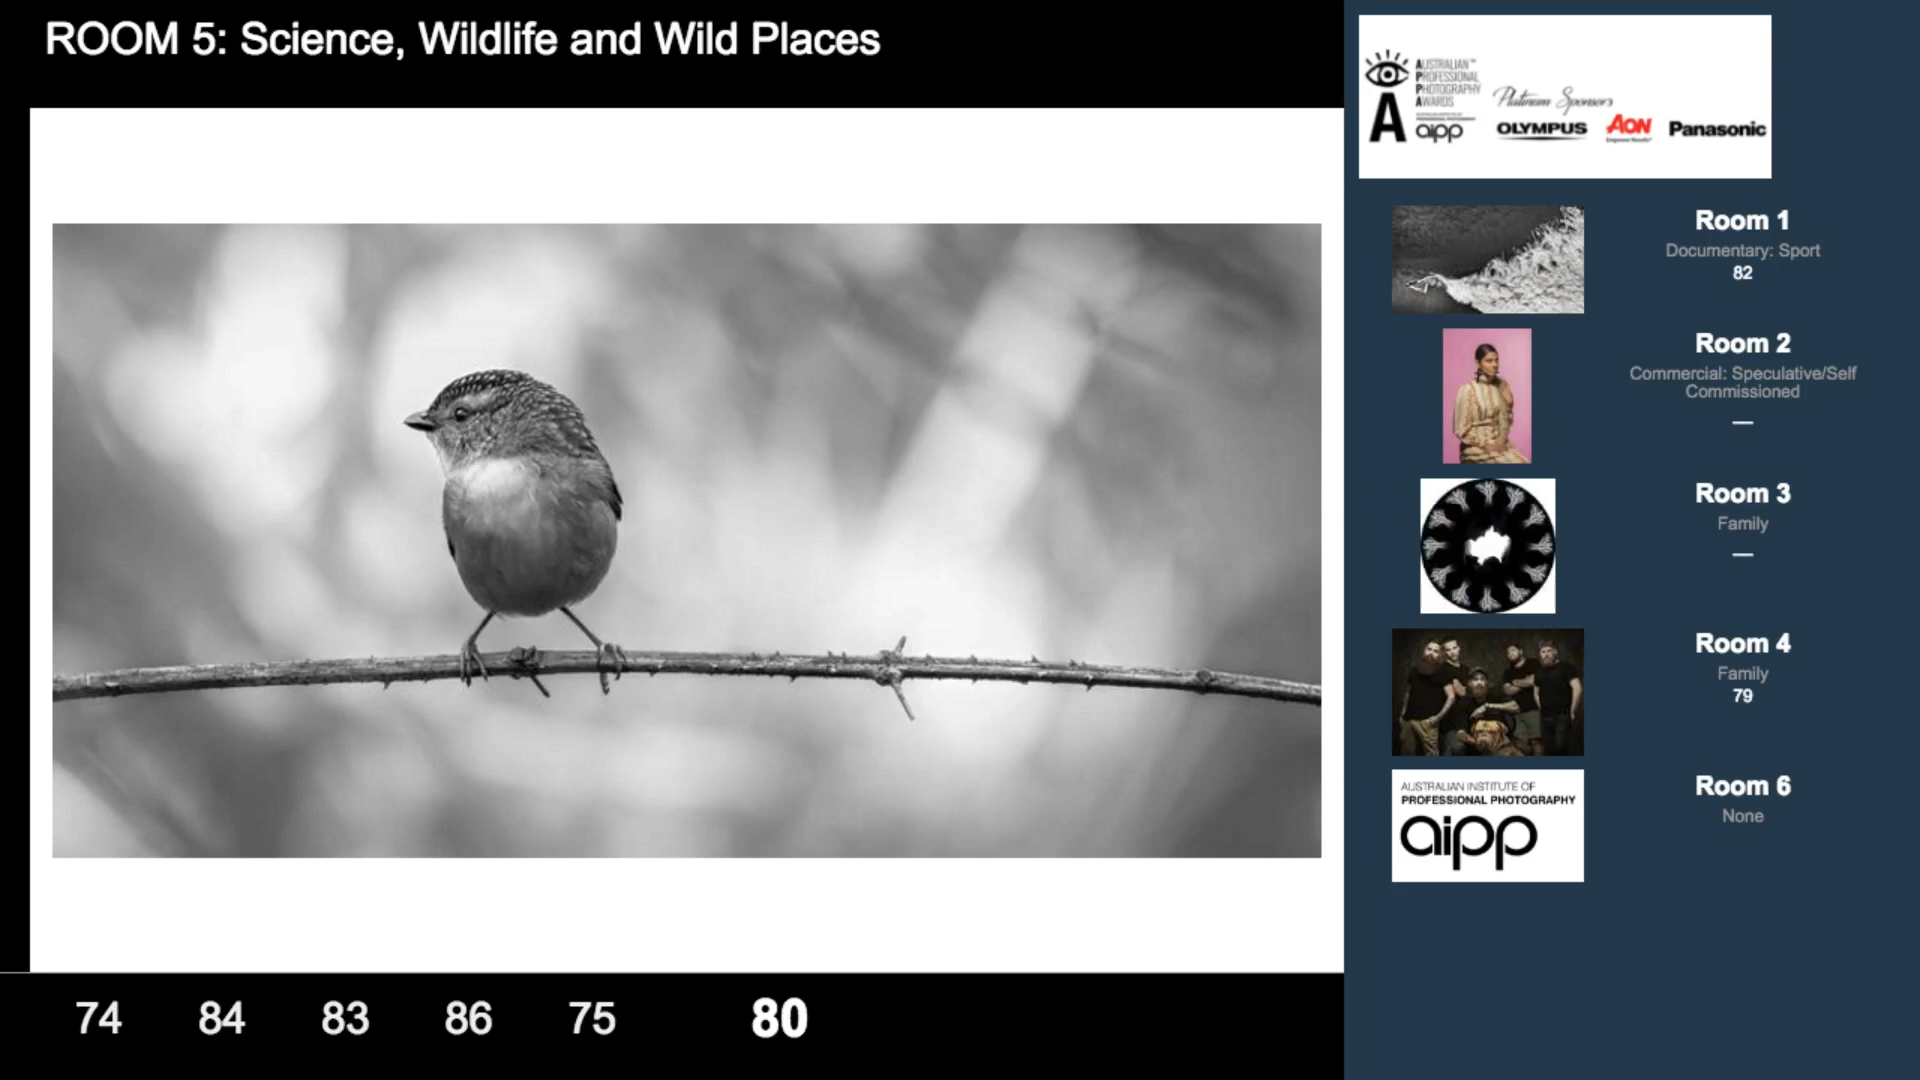 ROOM 5: Science, Wildlife and Wild Places
74 84 83 86 75 80
AUSTRALIAN™
PROFESSIONAL
PHOTOGRAPHY
AWARDS
aipp
Platinum Sponsors
OLYMPUS
AON
Panasonic
Room 1
Documentary: Sport
82
Room 2
Commercial: Speculative/Self
Commissioned
—
Room 3
Family
—
Room 4
Family
79
AUSTRALIAN INSTITUTE OF
PROFESSIONAL PHOTOGRAPHY
aipp
Room 6
None